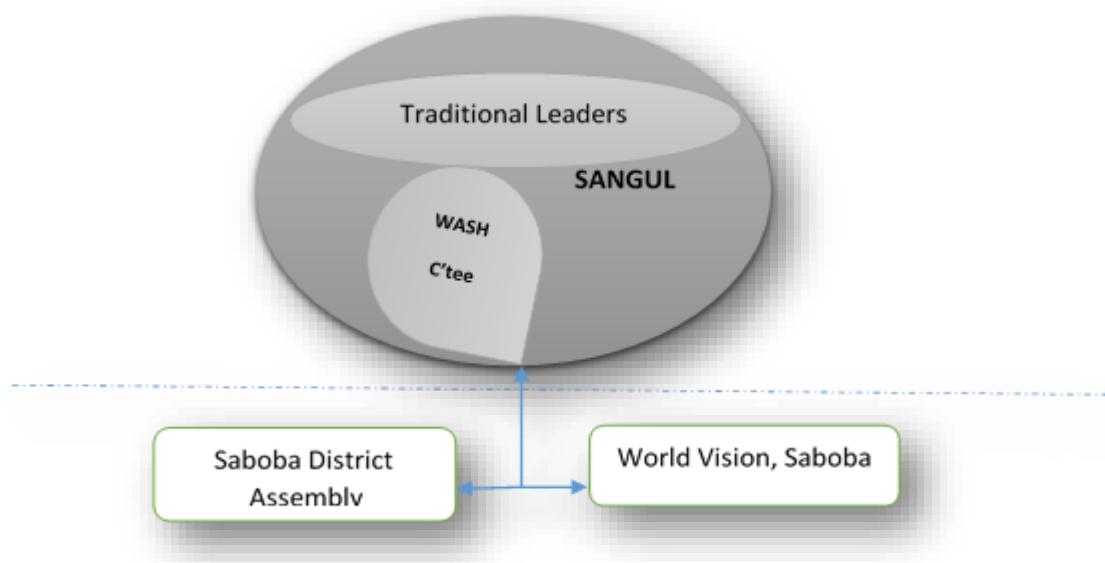 Traditional Leaders
SANGUL
WASH
C'tee
Saboba District
Assembly
World Vision, Saboba